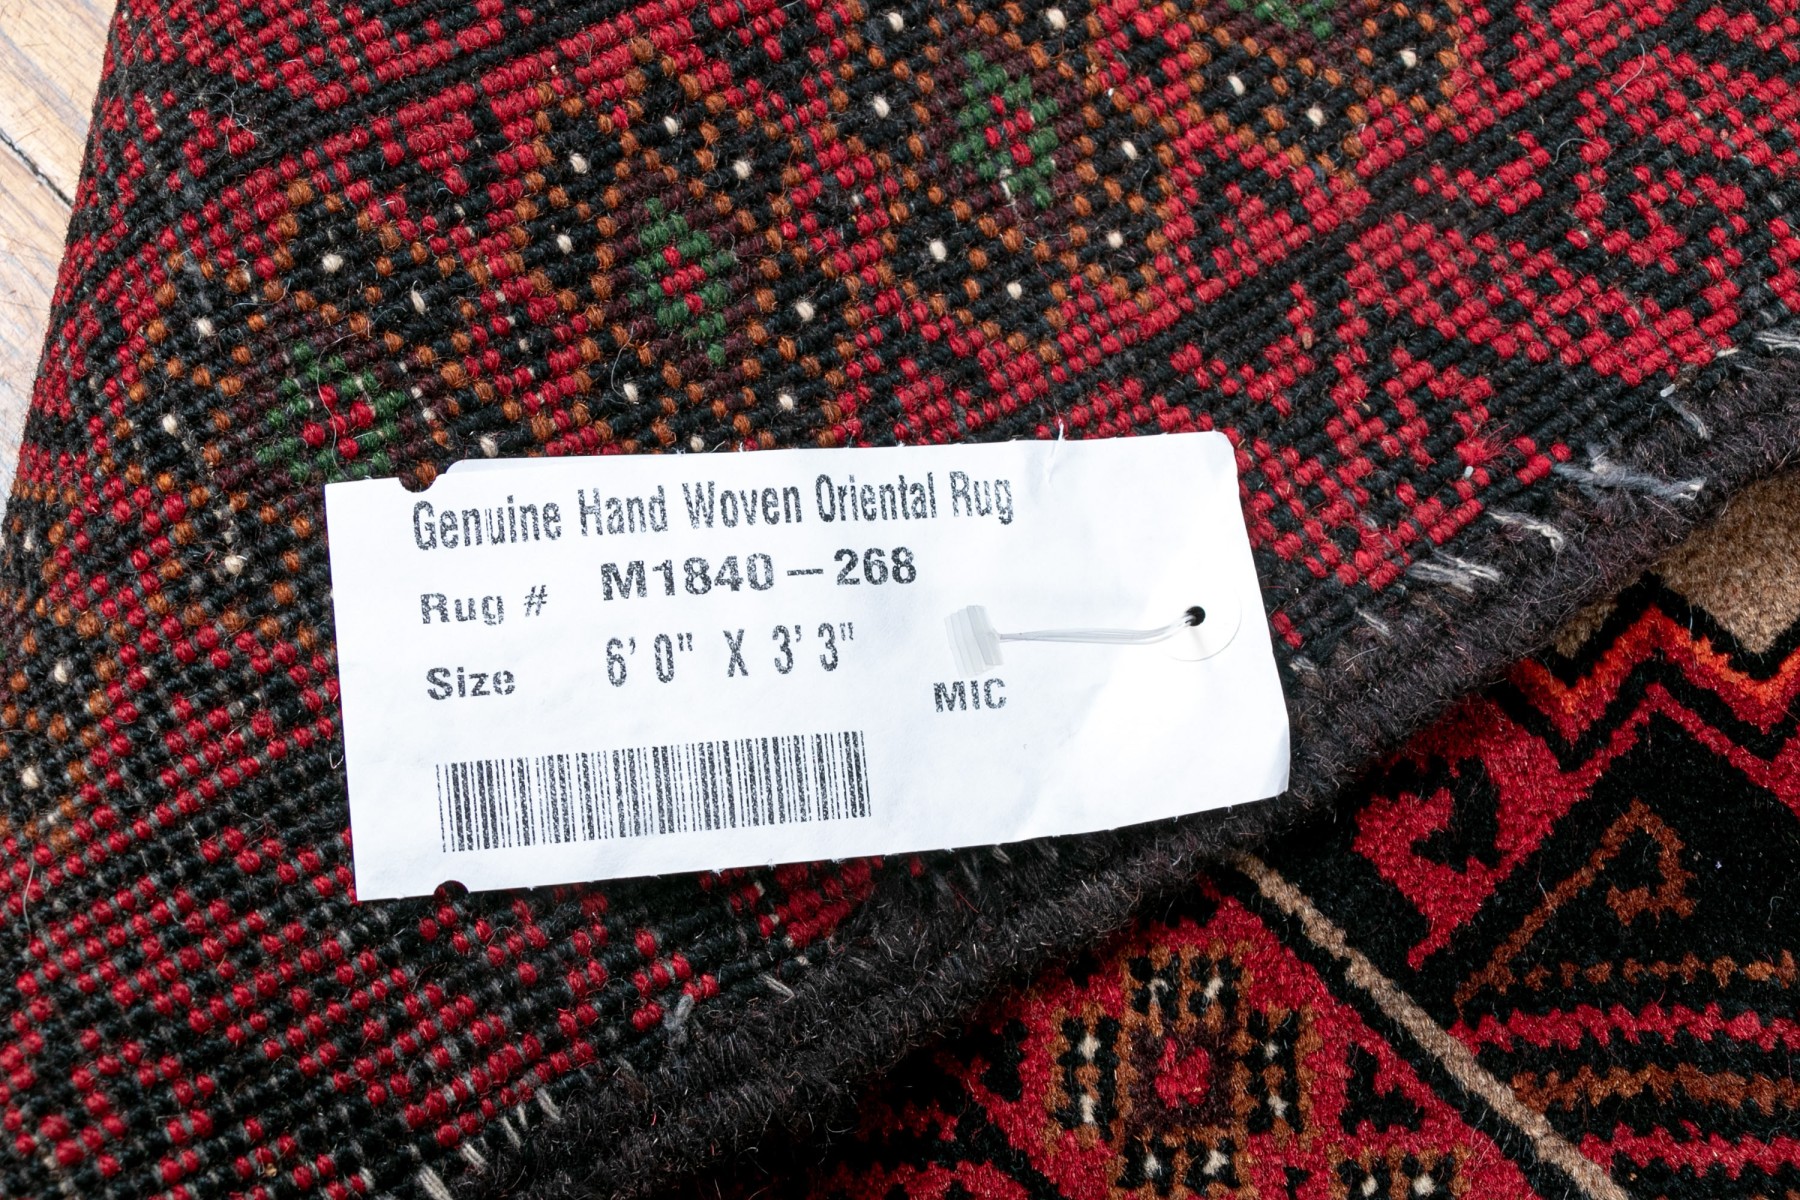 Genuine Hand Woven Oriental Rug
Rug # M1840-268
Size 6' 0" X 3' 3"
MIC